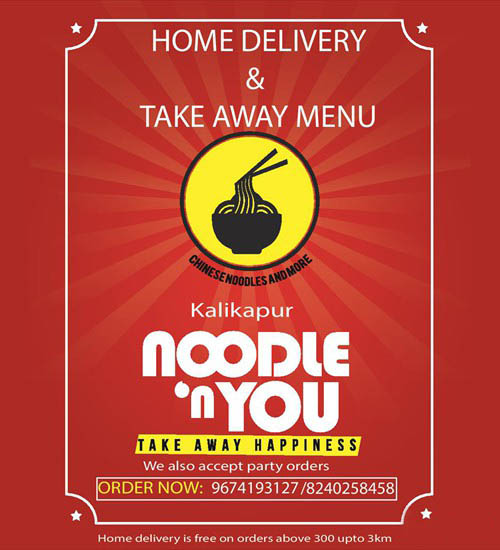 HOME DELIVERY
&
TAKE AWAY MENU
CHINESE NOODLES AND MORE
Kalikapur
NOODLE
'n YOU
TAKE AWAY HAPPINESS
We also accept party orders
ORDER NOW: 9674193127/8240258458
Home delivery is free on orders above 300 upto 3km